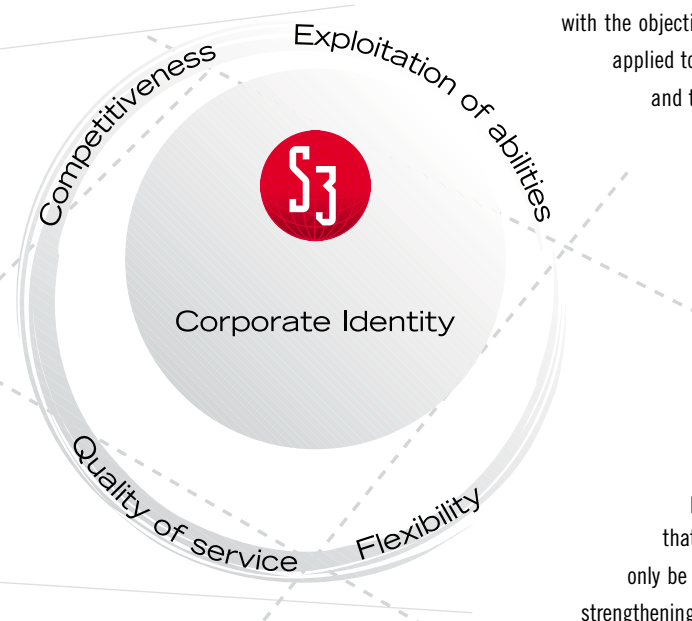 with the objecti
applied to
and t
Competitiveness
Exploitation of abilities
S3
Corporate Identity
Quality of service
Flexibility
that
only be
strengthening